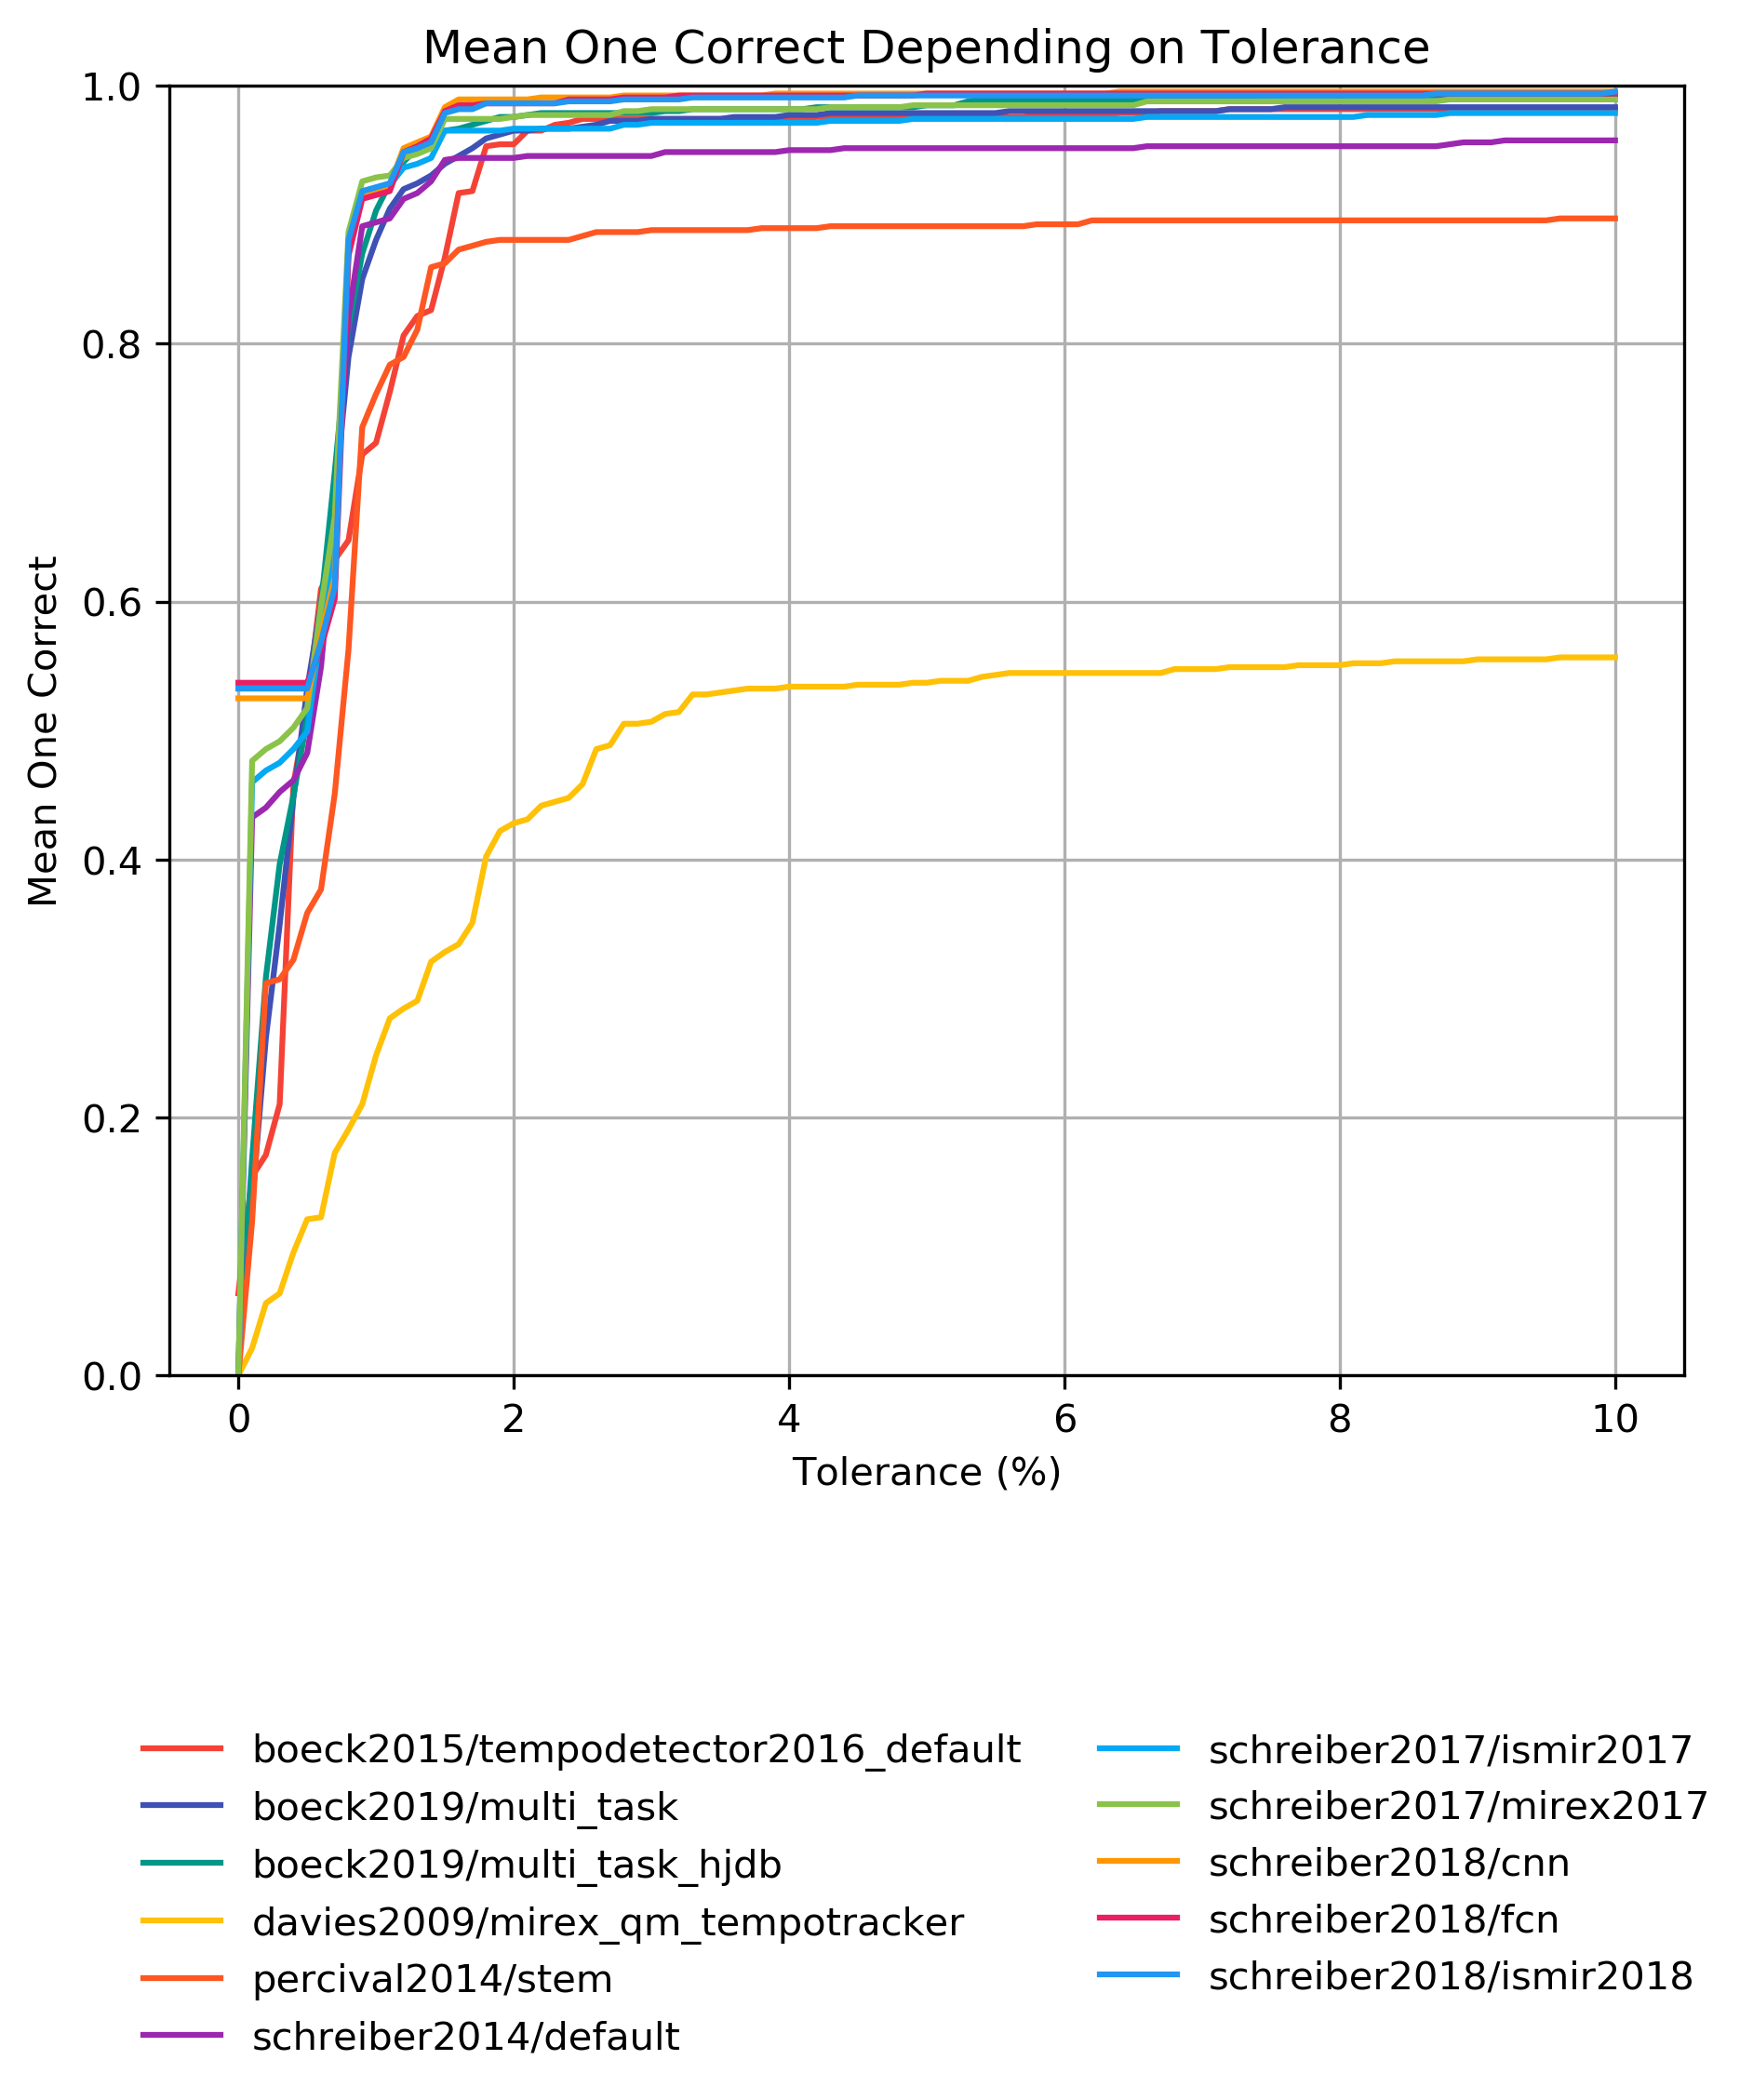 Mean One Correct Depending on Tolerance
1.0
0.8
0.6
0.4
0.2
0.0
Mean One Correct
0 2 4 6 8 10
Tolerance (%)
boeck2015/tempodetector2016_default
boeck2019/multi_task
boeck2019/multi_task_hjdb
davies2009/mirex_qm_tempotracker
percival2014/stem
schreiber2014/default
schreiber2017/ismir2017
schreiber2017/mirex2017
schreiber2018/cnn
schreiber2018/fcn
schreiber2018/ismir2018